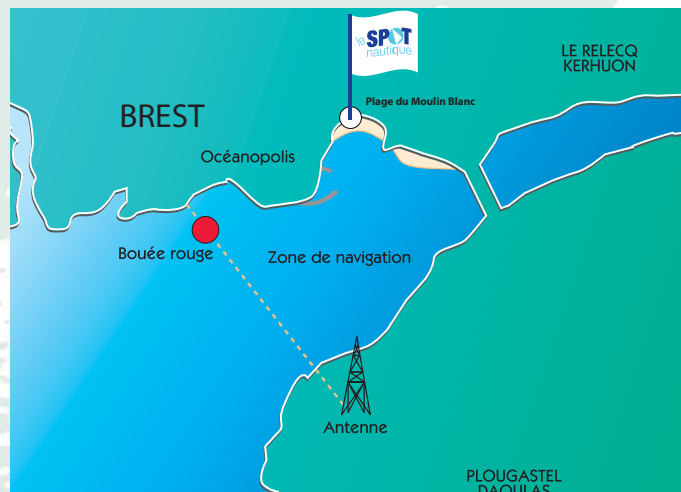 le SPOT
nautique
LE RELECQ
KERHUON
Plage du Moulin Blanc
BREST
Océanopolis
Bouée rouge
Zone de navigation
Antenne
PLOUGASTEL
DAOULAS